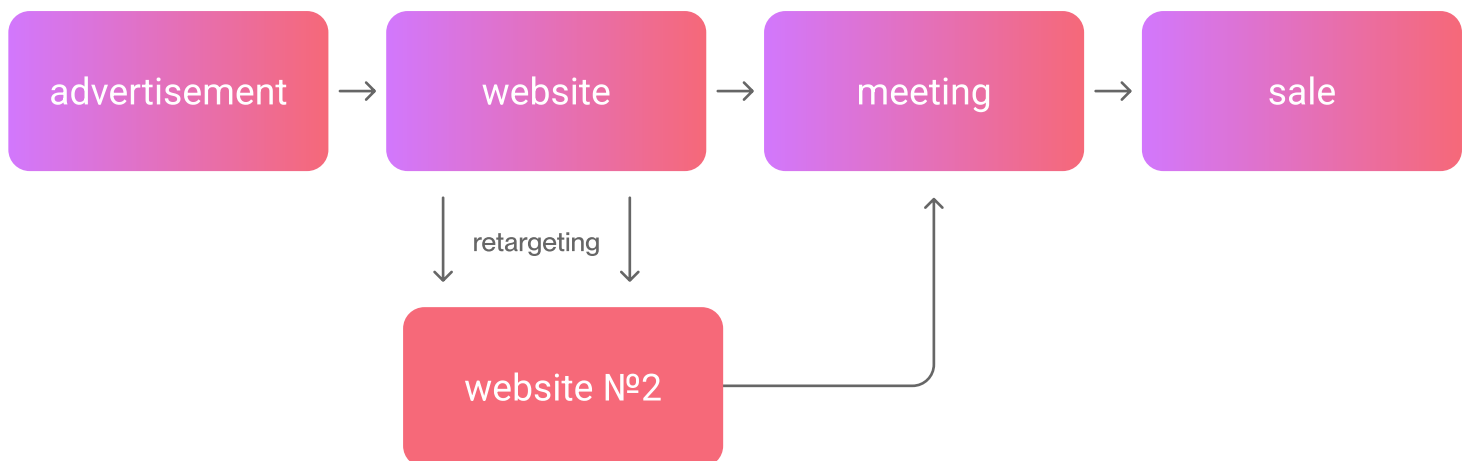 advertisement
website
meeting
sale
retargeting
website №2